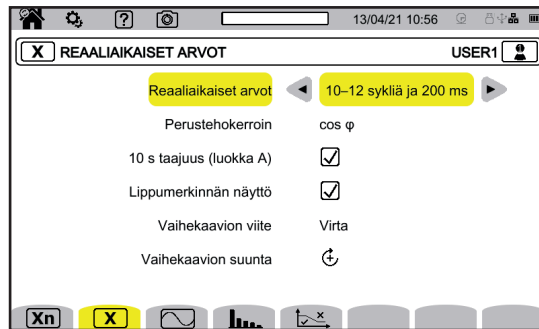 13/04/21 10:56
X REAALIAIKAISET ARVOT USER1
Reaaliaikaiset arvot 10–12 sykliä ja 200 ms
Perustehokerroin cos φ
10 s taajuus (luokka A)
Lippumerkinnän näyttö
Vaihekaavion viite Virta
Vaihekaavion suunta
Xn X